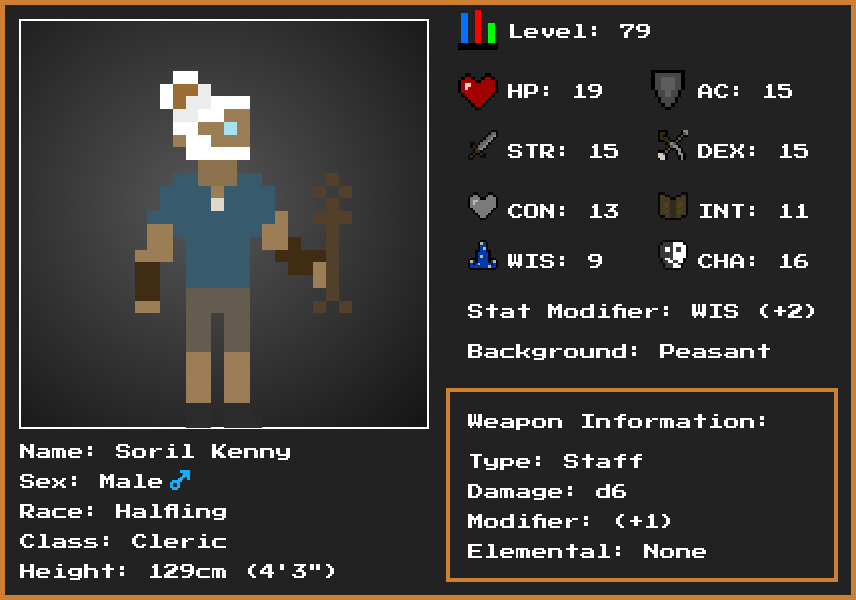 Level: 79
HP: 19
AC: 15
STR: 15
DEX: 15
CON: 13
INT: 11
WIS: 9
CHA: 16
Stat Modifier: WIS (+2)
Background: Peasant
Weapon Information:
Type: Staff
Damage: d6
Modifier: (+1)
Elemental: None
Name: Soril Kenny
Sex: Male♂
Race: Halfling
Class: Cleric
Height: 129cm (4'3")